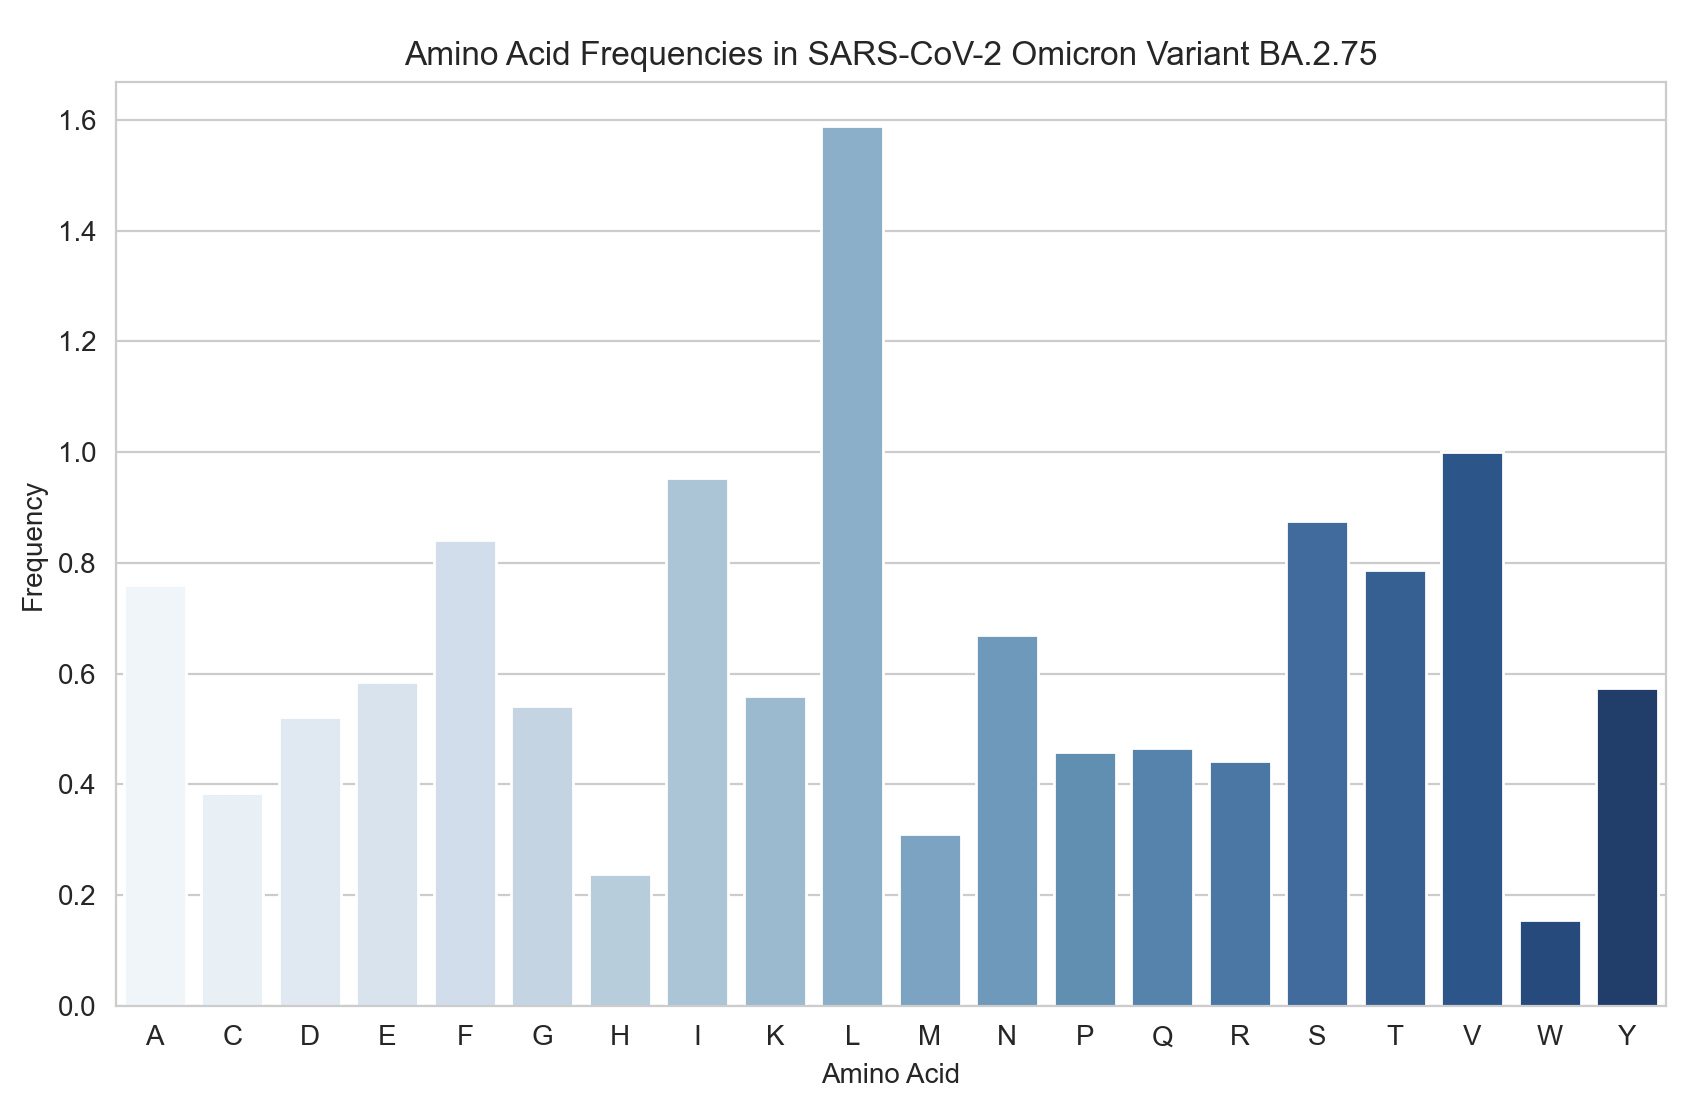 Amino Acid Frequencies in SARS-CoV-2 Omicron Variant BA.2.75
Frequency
1.6
1.4
1.2
1.0
0.8
0.6
0.4
0.2
0.0
A C D E F G H I K L M N P Q R S T V W Y
Amino Acid